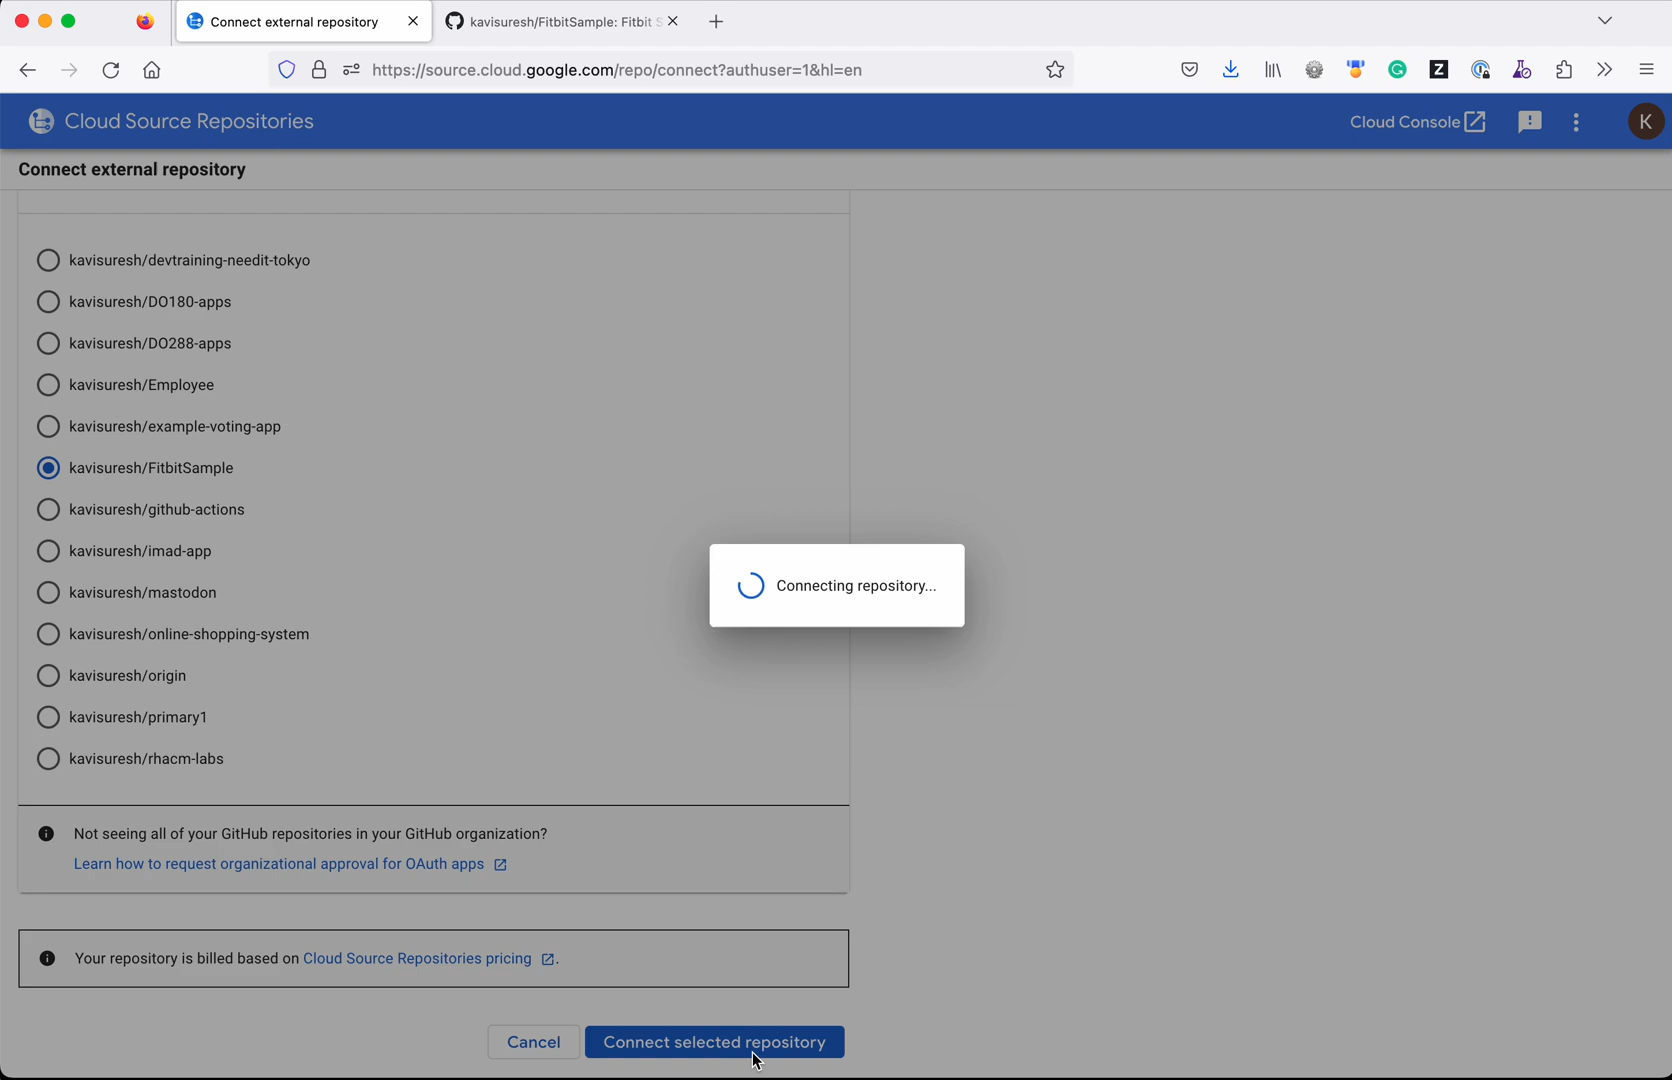 Connect external repository
kavisuresh/FitbitSample: Fitbit S
https://source.cloud.google.com/repo/connect?authuser=1&hl=en
Z
Cloud Source Repositories
Cloud Console
K
Connect external repository
kavisuresh/devtraining-needit-tokyo
kavisuresh/DO180-apps
kavisuresh/DO288-apps
kavisuresh/Employee
kavisuresh/example-voting-app
kavisuresh/FitbitSample
kavisuresh/github-actions
kavisuresh/imad-app
Connecting repository...
kavisuresh/mastodon
kavisuresh/online-shopping-system
kavisuresh/origin
kavisuresh/primary1
kavisuresh/rhacm-labs
Not seeing all of your GitHub repositories in your GitHub organization?
Learn how to request organizational approval for OAuth apps
Your repository is billed based on Cloud Source Repositories pricing .
Cancel
Connect selected repository